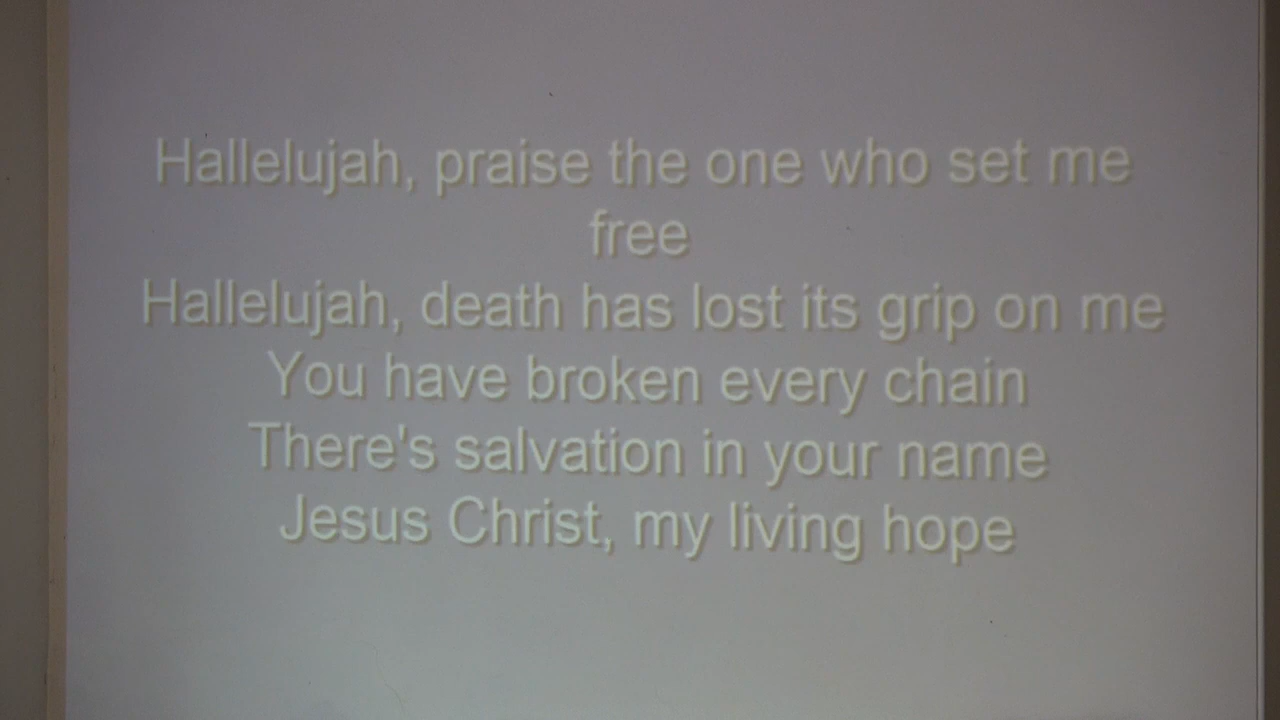 Hallelujah, praise the one who set me
free
Hallelujah, death has lost its grip on me
You have broken every chain
There's salvation in your name
Jesus Christ, my living hope